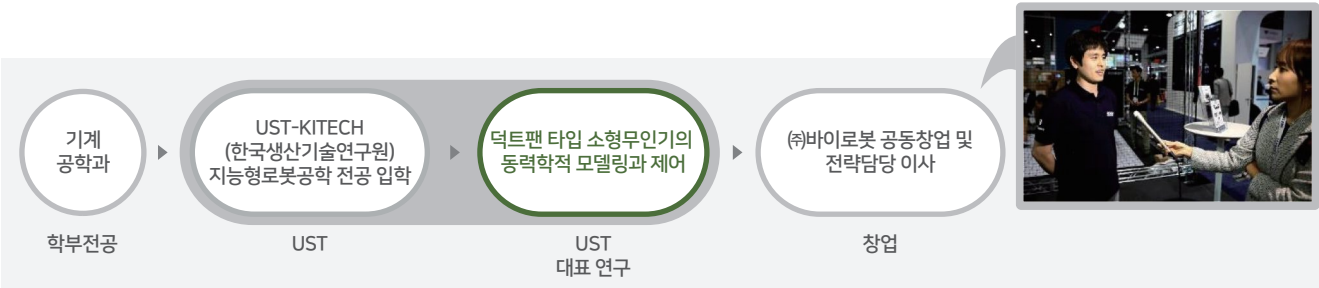 기계
공학과
UST-KITECH
(한국생산기술연구원)
지능형로봇공학 전공 입학
덕트팬 타입 소형무인기의
동력학적 모델링과 제어
㈜바이로봇 공동창업 및
전략담당 이사
학부전공
UST
UST
대표 연구
창업